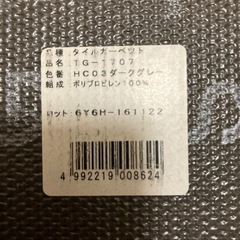 品種 タイルカーペット
品名 TG-1707
色番 HC03ダークグレー
組成 ポリプロピレン100%
ロット 6Y6H-161122
4 992219 008624